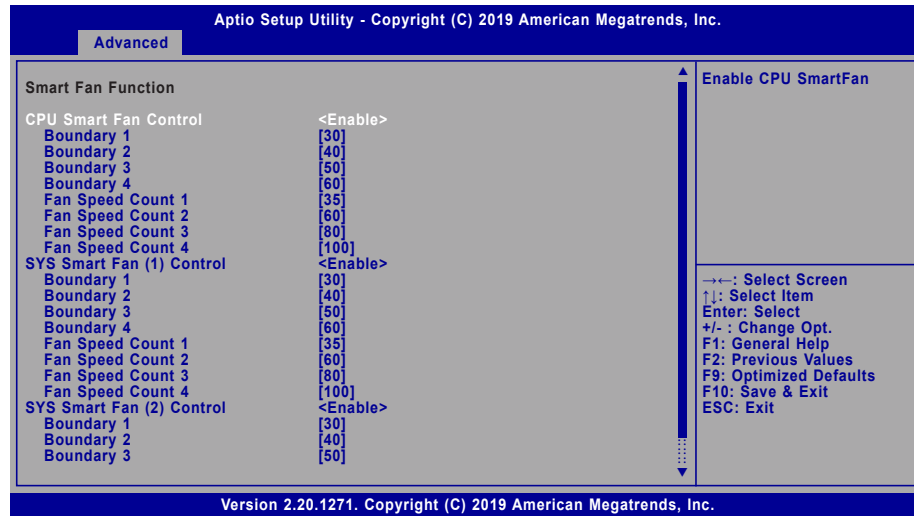 Aptio Setup Utility - Copyright (C) 2019 American Megatrends, Inc.
Advanced
Smart Fan Function
CPU Smart Fan Control <Enable>
Boundary 1 [30]
Boundary 2 [40]
Boundary 3 [50]
Boundary 4 [60]
Fan Speed Count 1 [35]
Fan Speed Count 2 [60]
Fan Speed Count 3 [80]
Fan Speed Count 4 [100]
SYS Smart Fan (1) Control <Enable>
Boundary 1 [30]
Boundary 2 [40]
Boundary 3 [50]
Boundary 4 [60]
Fan Speed Count 1 [35]
Fan Speed Count 2 [60]
Fan Speed Count 3 [80]
Fan Speed Count 4 [100]
SYS Smart Fan (2) Control <Enable>
Boundary 1 [30]
Boundary 2 [40]
Boundary 3 [50]
Enable CPU SmartFan
→←: Select Screen
↑↓: Select Item
Enter: Select
+/- : Change Opt.
F1: General Help
F2: Previous Values
F9: Optimized Defaults
F10: Save & Exit
ESC: Exit
Version 2.20.1271. Copyright (C) 2019 American Megatrends, Inc.